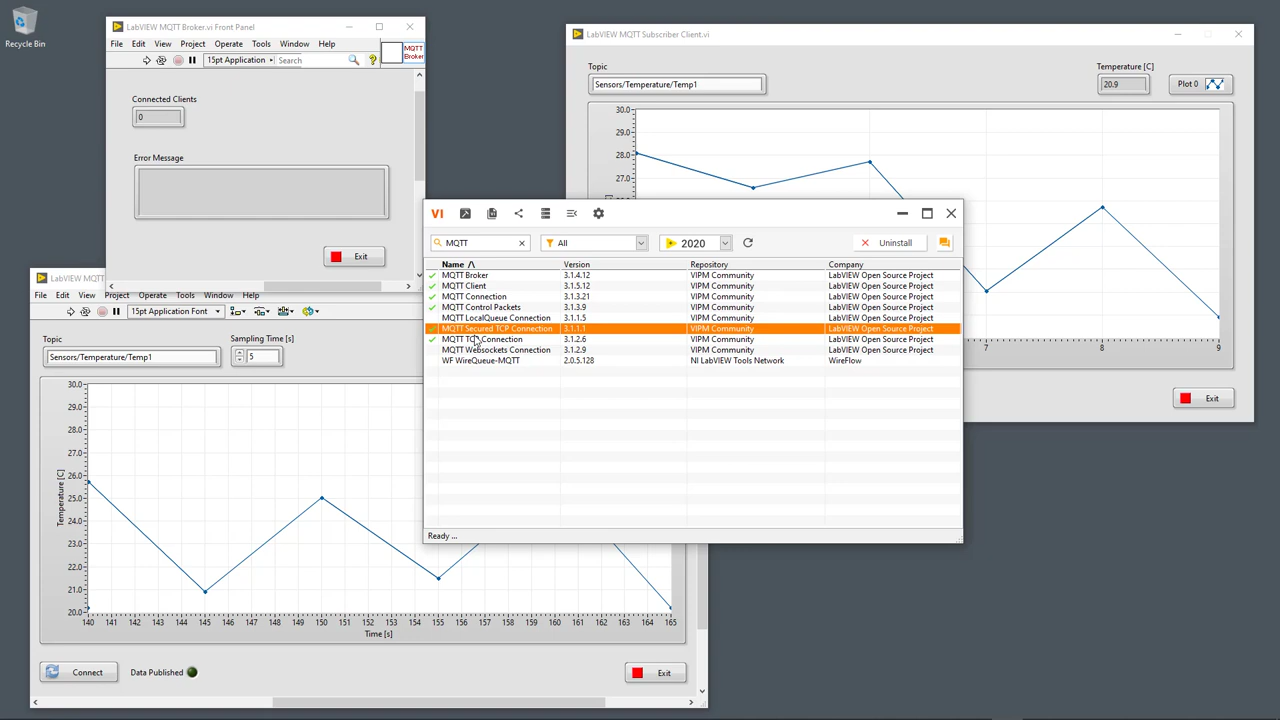 Recycle Bin
LabVIEW MQTT Broker.vi Front Panel
File Edit View Project Operate Tools Window Help
15pt Application Search
MQTT
Broker
Connected Clients
0
Error Message
Exit
LabVIEW MQTT Subscriber Client.vi
Topic
Sensors/Temperature/Temp1
Temperature [C]
20.9
Plot 0
30.0
29.0
28.0
27.0
7 8 9
Exit
VI
MQTT
All
2020
Uninstall
Name /\ Version Repository Company
MQTT Broker 3.1.4.12 VIPM Community LabVIEW Open Source Project
MQTT Client 3.1.5.12 VIPM Community LabVIEW Open Source Project
MQTT Connection 3.1.3.21 VIPM Community LabVIEW Open Source Project
MQTT Control Packets 3.1.3.9 VIPM Community LabVIEW Open Source Project
MQTT LocalQueue Connection 3.1.1.5 VIPM Community LabVIEW Open Source Project
MQTT Secured TCP Connection 3.1.1.1 VIPM Community LabVIEW Open Source Project
MQTT TCP Connection 3.1.2.6 VIPM Community LabVIEW Open Source Project
MQTT Websockets Connection 3.1.2.9 VIPM Community LabVIEW Open Source Project
WF WireQueue-MQTT 2.0.5.128 NI LabVIEW Tools Network WireFlow
Ready ...
LabVIEW MQTT
File Edit View Project Operate Tools
15pt Application Font
Topic
Sensors/Temperature/Temp1
Sampling Time [s]
5
30.0
29.0
28.0
27.0
26.0
25.0
24.0
23.0
22.0
21.0
20.0
Temperature [C]
140 141 142 143 144 145 146 147 148 149 150 151 152 153 154 155 156 157 158 159 160 161 162 163 164 165
Time [s]
Connect
Data Published
Exit